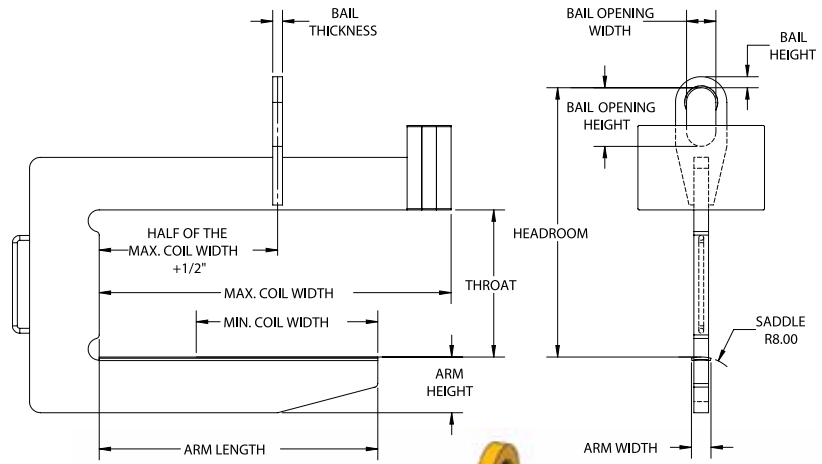 BAIL
THICKNESS
BAIL OPENING
WIDTH
BAIL
HEIGHT
BAIL OPENING
HEIGHT
HALF OF THE
MAX. COIL WIDTH
+1/2"
HEADROOM
THROAT
MAX. COIL WIDTH
MIN. COIL WIDTH
SADDLE
R8.00
ARM
HEIGHT
ARM LENGTH
ARM WIDTH